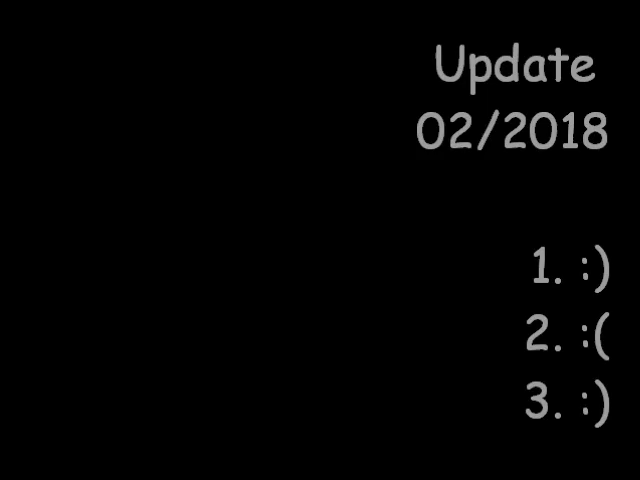 Update
02/2018
1. :)
2. :(
3. :)